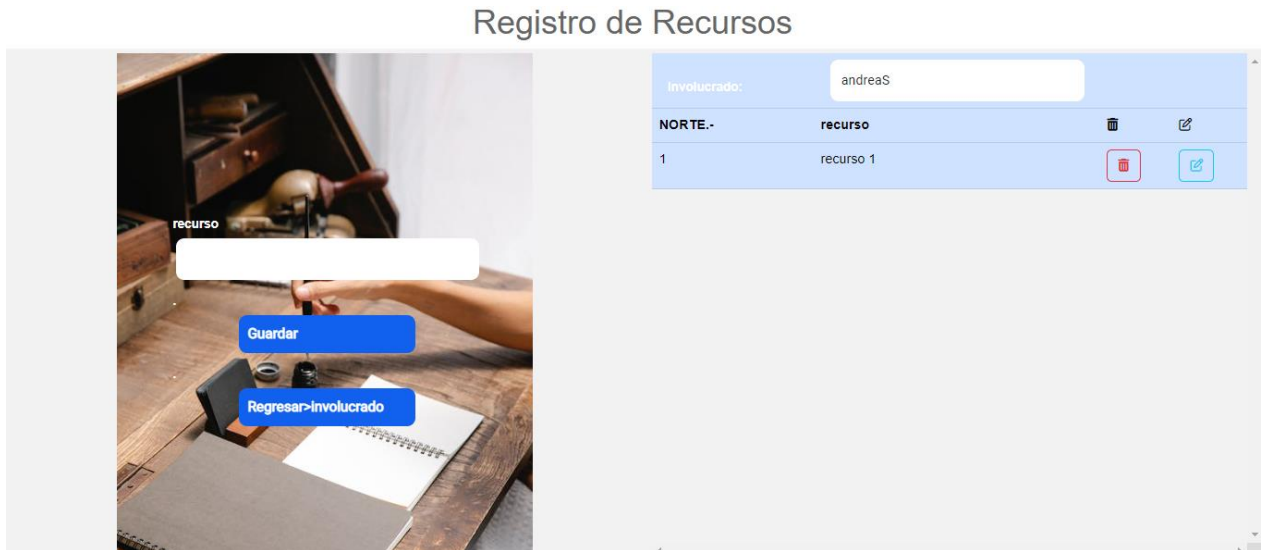 Registro de Recursos
recurso
Guardar
Regresar>involucrado
Involucrado: andreaS
NORTE.- recurso
1 recurso 1